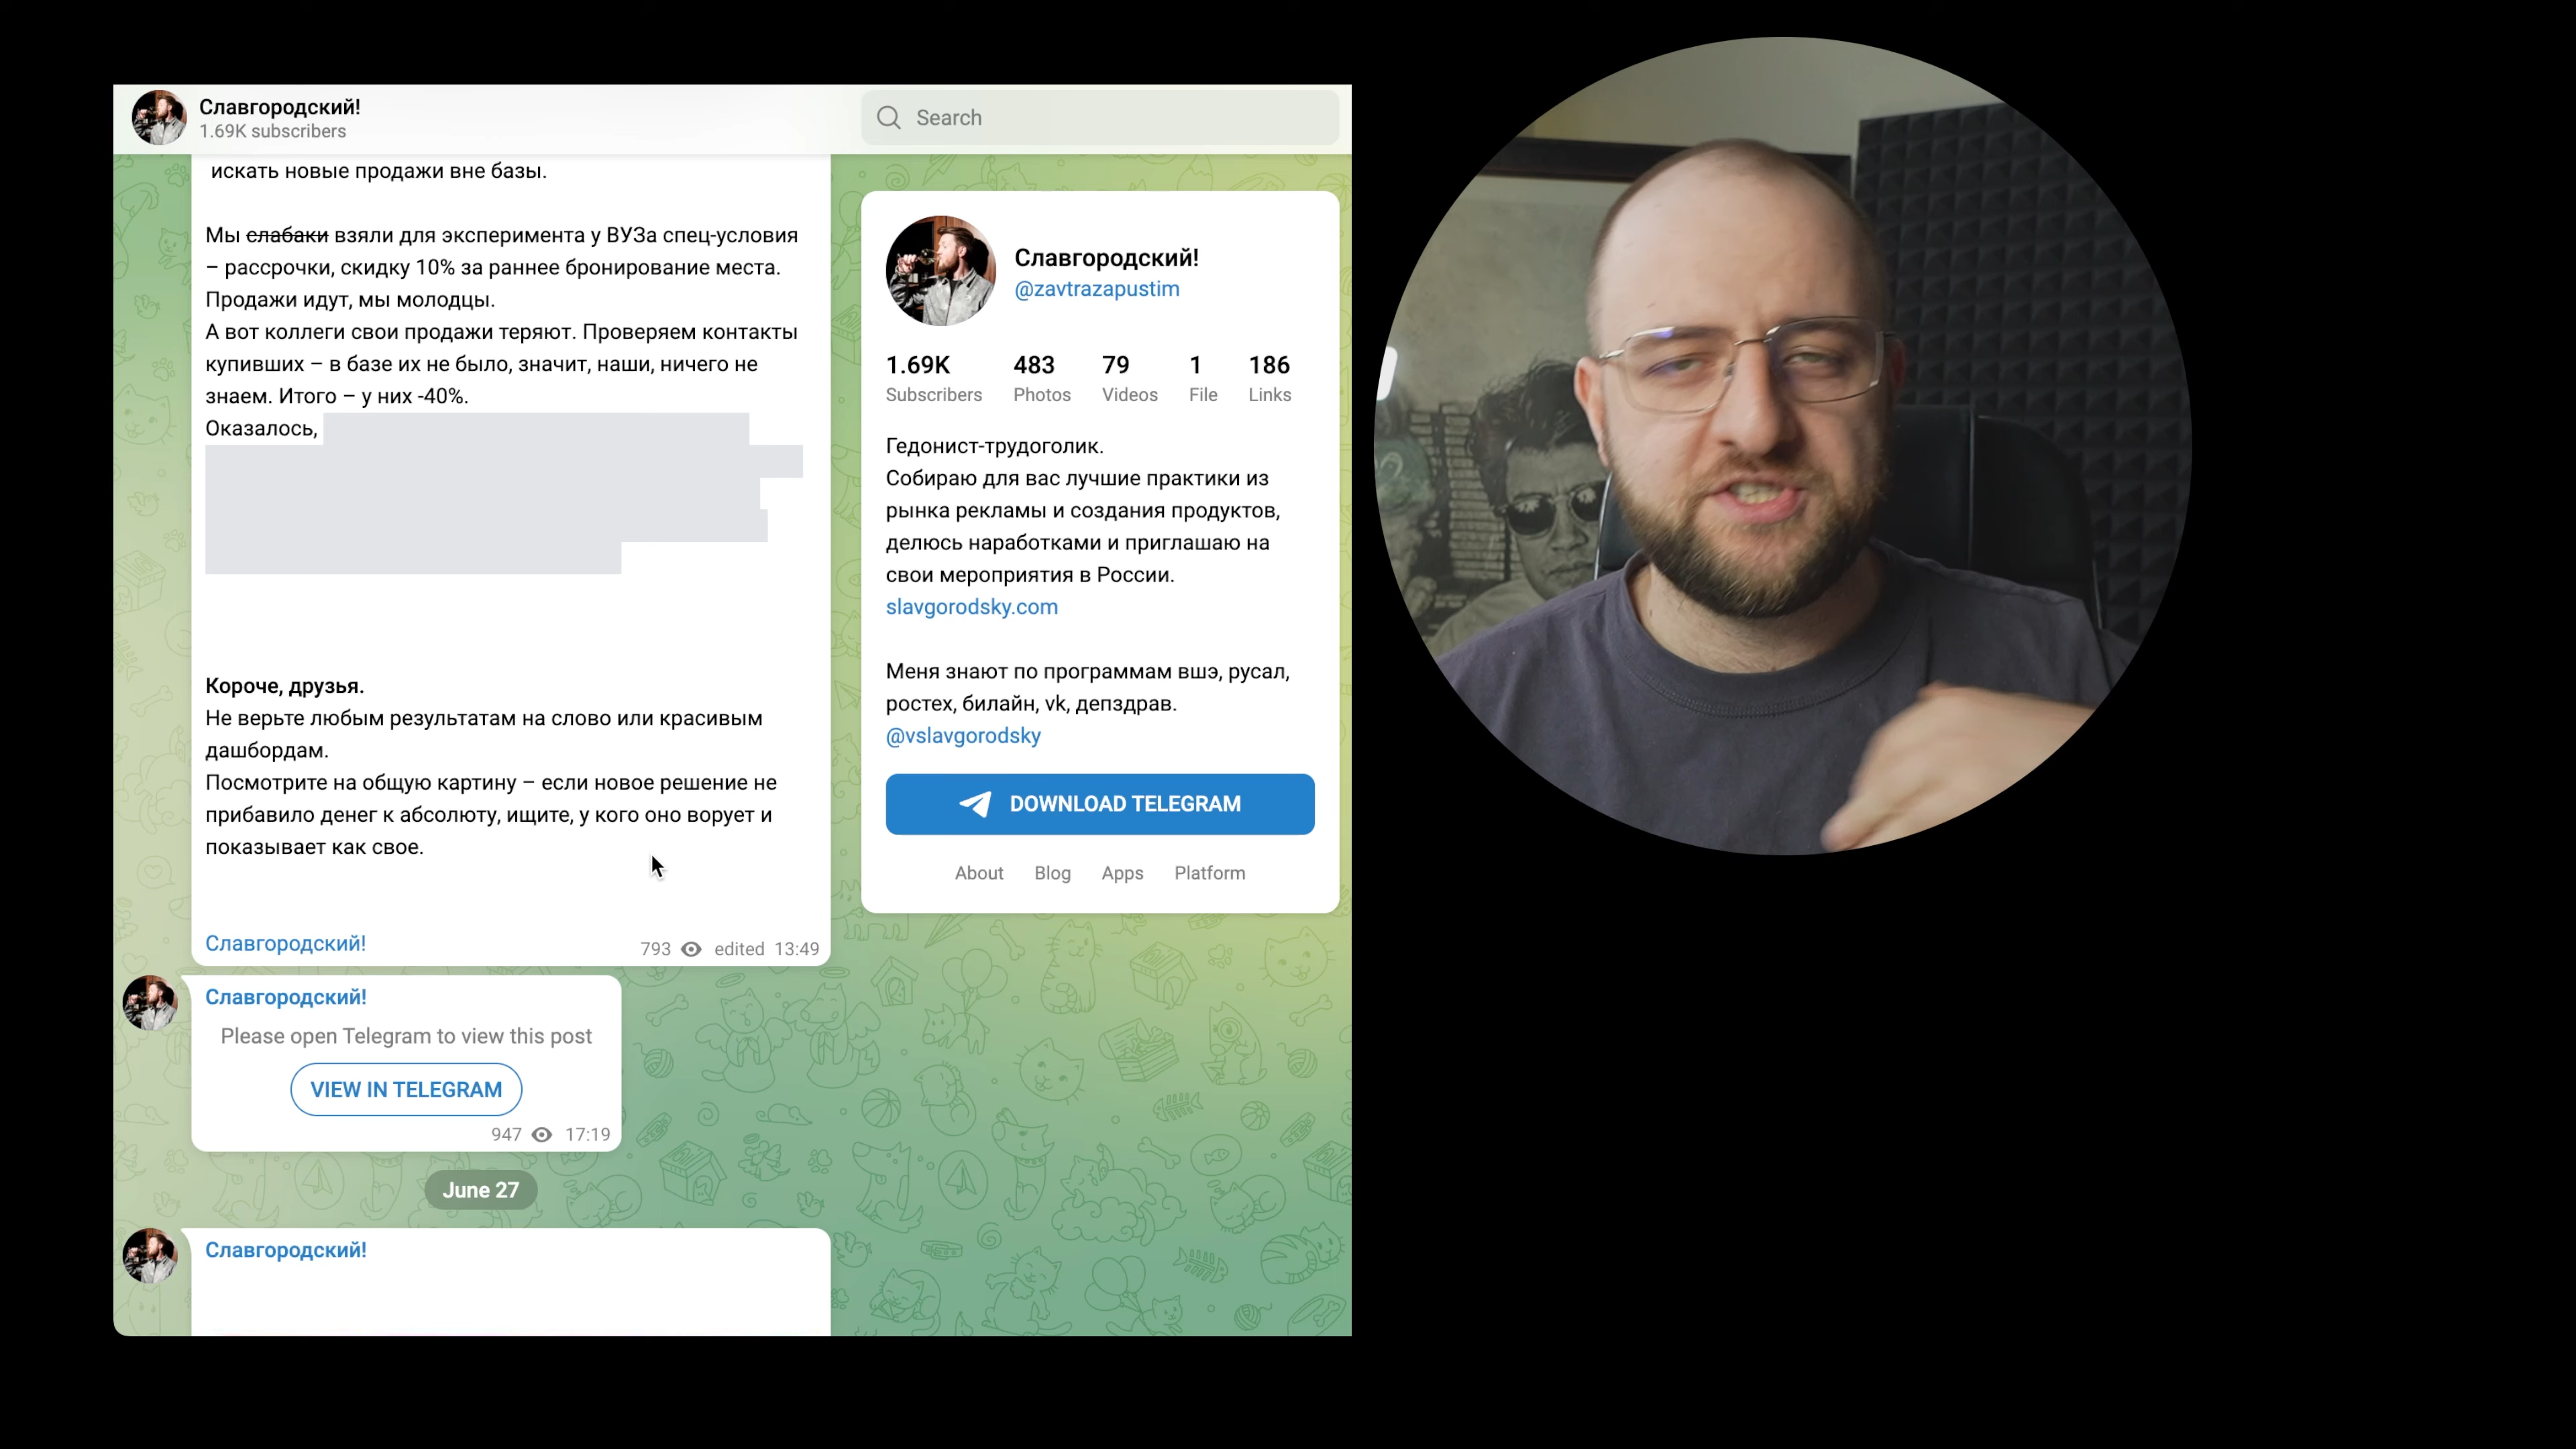 Славгородский!
1.69K subscribers
Search
искать новые продажи вне базы.
Мы слабаки взяли для эксперимента у ВУЗа спец-условия
– рассрочки, скидку 10% за раннее бронирование места.
Продажи идут, мы молодцы.
А вот коллеги свои продажи теряют. Проверяем контакты
купивших – в базе их не было, значит, наши, ничего не
знаем. Итого – у них -40%.
Оказалось,
Короче, друзья.
Не верьте любым результатам на слово или красивым
дашбордам.
Посмотрите на общую картину – если новое решение не
прибавило денег к абсолюту, ищите, у кого оно ворует и
показывает как свое.
Славгородский!
793 edited 13:49
Славгородский!
Please open Telegram to view this post
VIEW IN TELEGRAM
947 17:19
June 27
Славгородский!
Славгородский!
@zavtrazapustim
1.69K 483 79 1 186
Subscribers Photos Videos File Links
Гедонист-трудоголик.
Собираю для вас лучшие практики из
рынка рекламы и создания продуктов,
делюсь наработками и приглашаю на
свои мероприятия в России.
slavgorodsky.com
Меня знают по программам вшэ, русал,
ростех, билайн, vk, депздрав.
@vslavgorodsky
DOWNLOAD TELEGRAM
About Blog Apps Platform